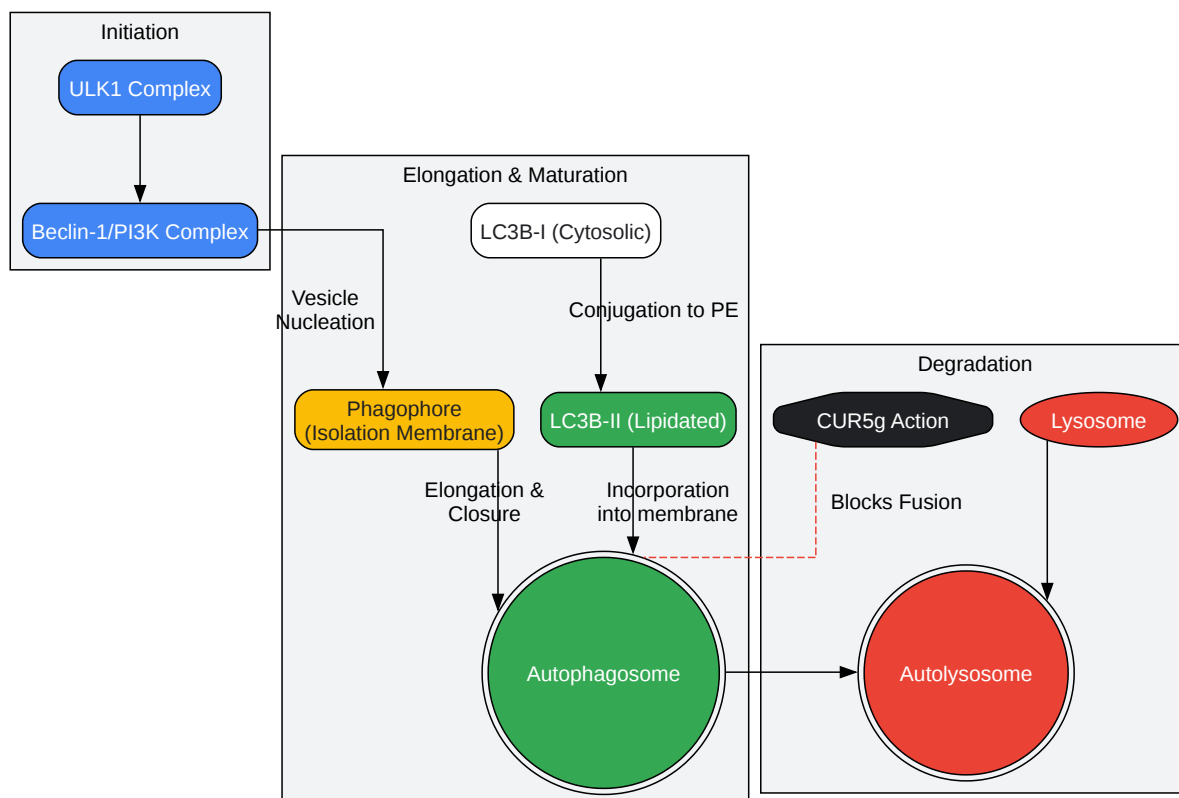 Initiation
ULK1 Complex
Beclin-1/PI3K Complex
Elongation & Maturation
LC3B-I (Cytosolic)
Vesicle
Nucleation
Conjugation to PE
Phagophore
(Isolation Membrane)
LC3B-II (Lipidated)
Elongation &
Closure
Incorporation
into membrane
Autophagosome
Degradation
CUR5g Action
Lysosome
Blocks Fusion
Autolysosome